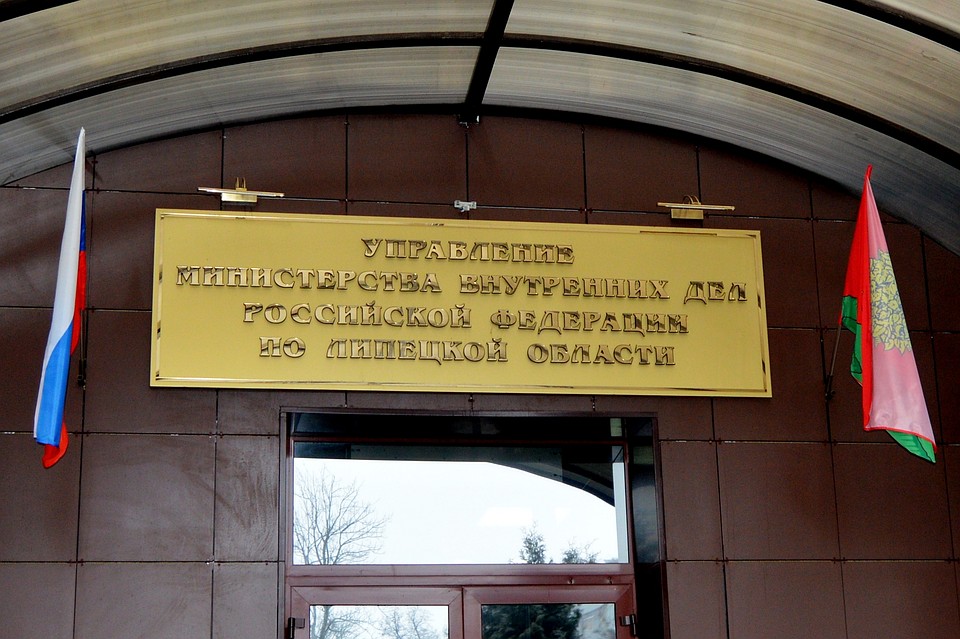 УПРАВЛЕНИЕ
МИНИСТЕРСТВА ВНУТРЕННИХ ДЕЛ
РОССИЙСКОЙ ФЕДЕРАЦИИ
ПО ЛИПЕЦКОЙ ОБЛАСТИ